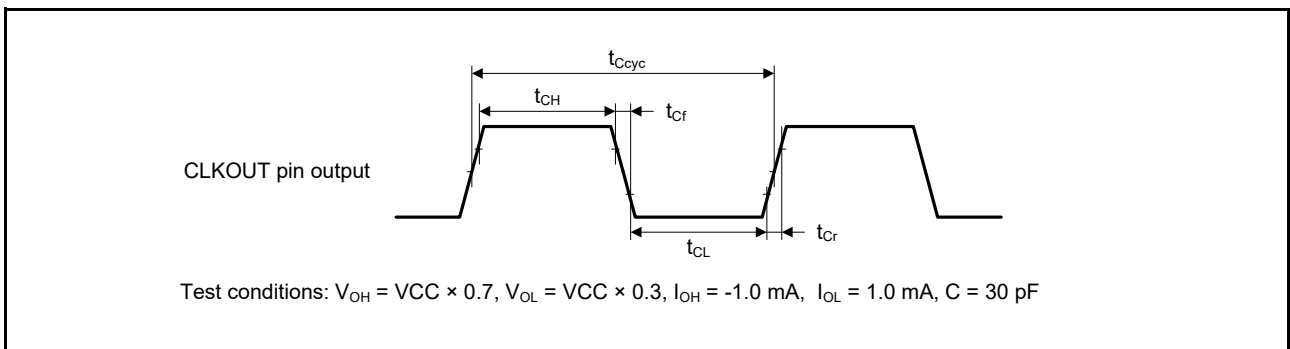 tCcyc
tCH
tCf
CLKOUT pin output
tCL
tCr
Test conditions: VOH = VCC × 0.7, VOL = VCC × 0.3, IOH = -1.0 mA, IOL = 1.0 mA, C = 30 pF